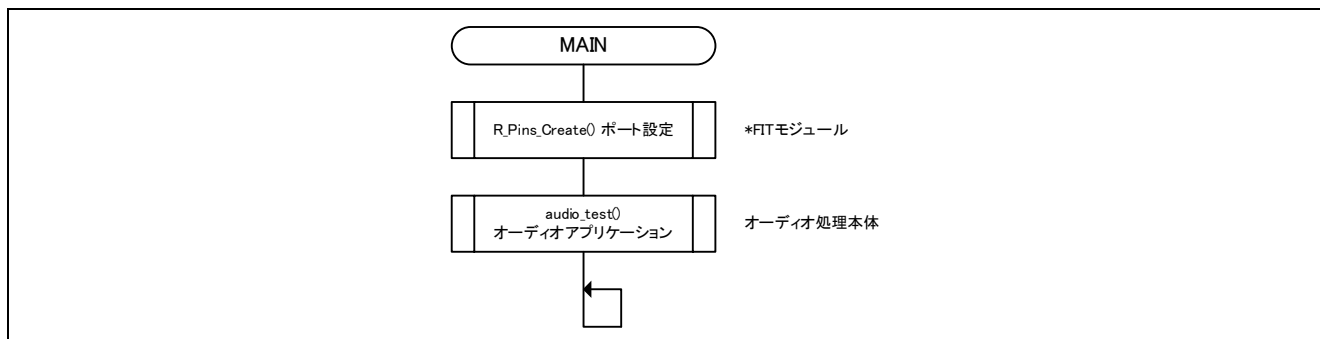 MAIN
R_Pins_Create() ポート設定
*FITモジュール
audio_test()
オーディオアプリケーション
オーディオ処理本体